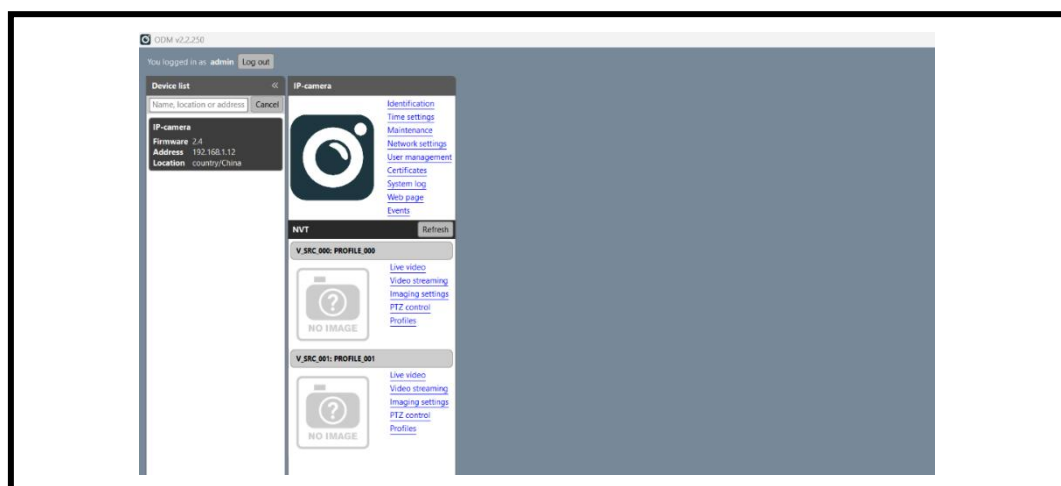 ODM v2.2.250
You logged in as admin Log out
Device list «
Name, location or address Cancel
IP-camera
Firmware 2.4
Address 192.168.1.12
Location country/China
IP-camera
Identification
Time settings
Maintenance
Network settings
User management
Certificates
System log
Web page
Events
NVT Refresh
V_SRC_000: PROFILE_000
NO IMAGE
Live video
Video streaming
Imaging settings
PTZ control
Profiles
V_SRC_001: PROFILE_001
NO IMAGE
Live video
Video streaming
Imaging settings
PTZ control
Profiles